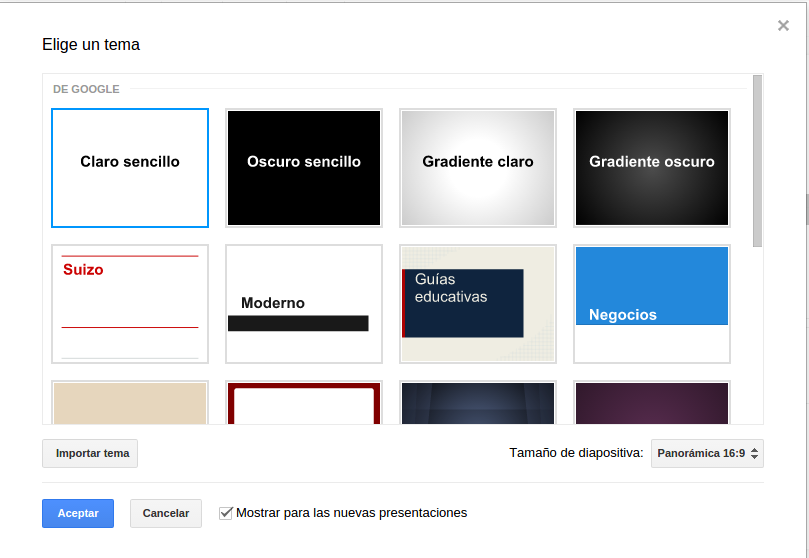 Elige un tema
DE GOOGLE
Claro sencillo
Oscuro sencillo
Gradiente claro
Gradiente oscuro
Suizo
Moderno
Guías
educativas
Negocios
Importar tema
Tamaño de diapositiva:
Panorámica 16:9
Aceptar
Cancelar
Mostrar para las nuevas presentaciones